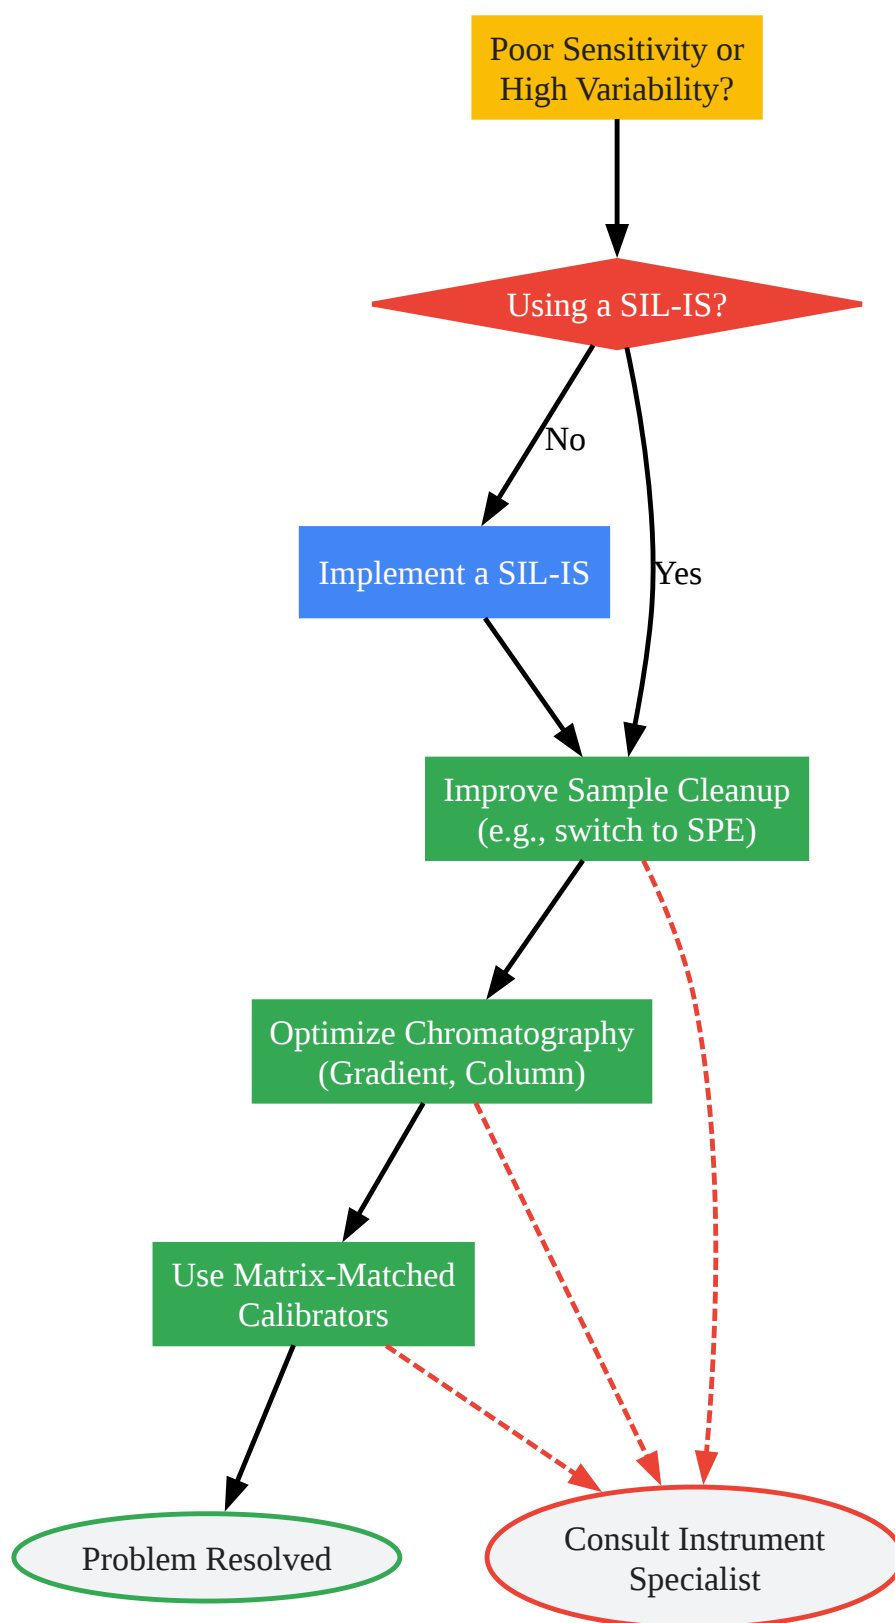 Poor Sensitivity or
High Variability?
Using a SIL-IS?
No
Implement a SIL-IS
Yes
Improve Sample Cleanup
(e.g., switch to SPE)
Optimize Chromatography
(Gradient, Column)
Use Matrix-Matched
Calibrators
Problem Resolved
Consult Instrument
Specialist